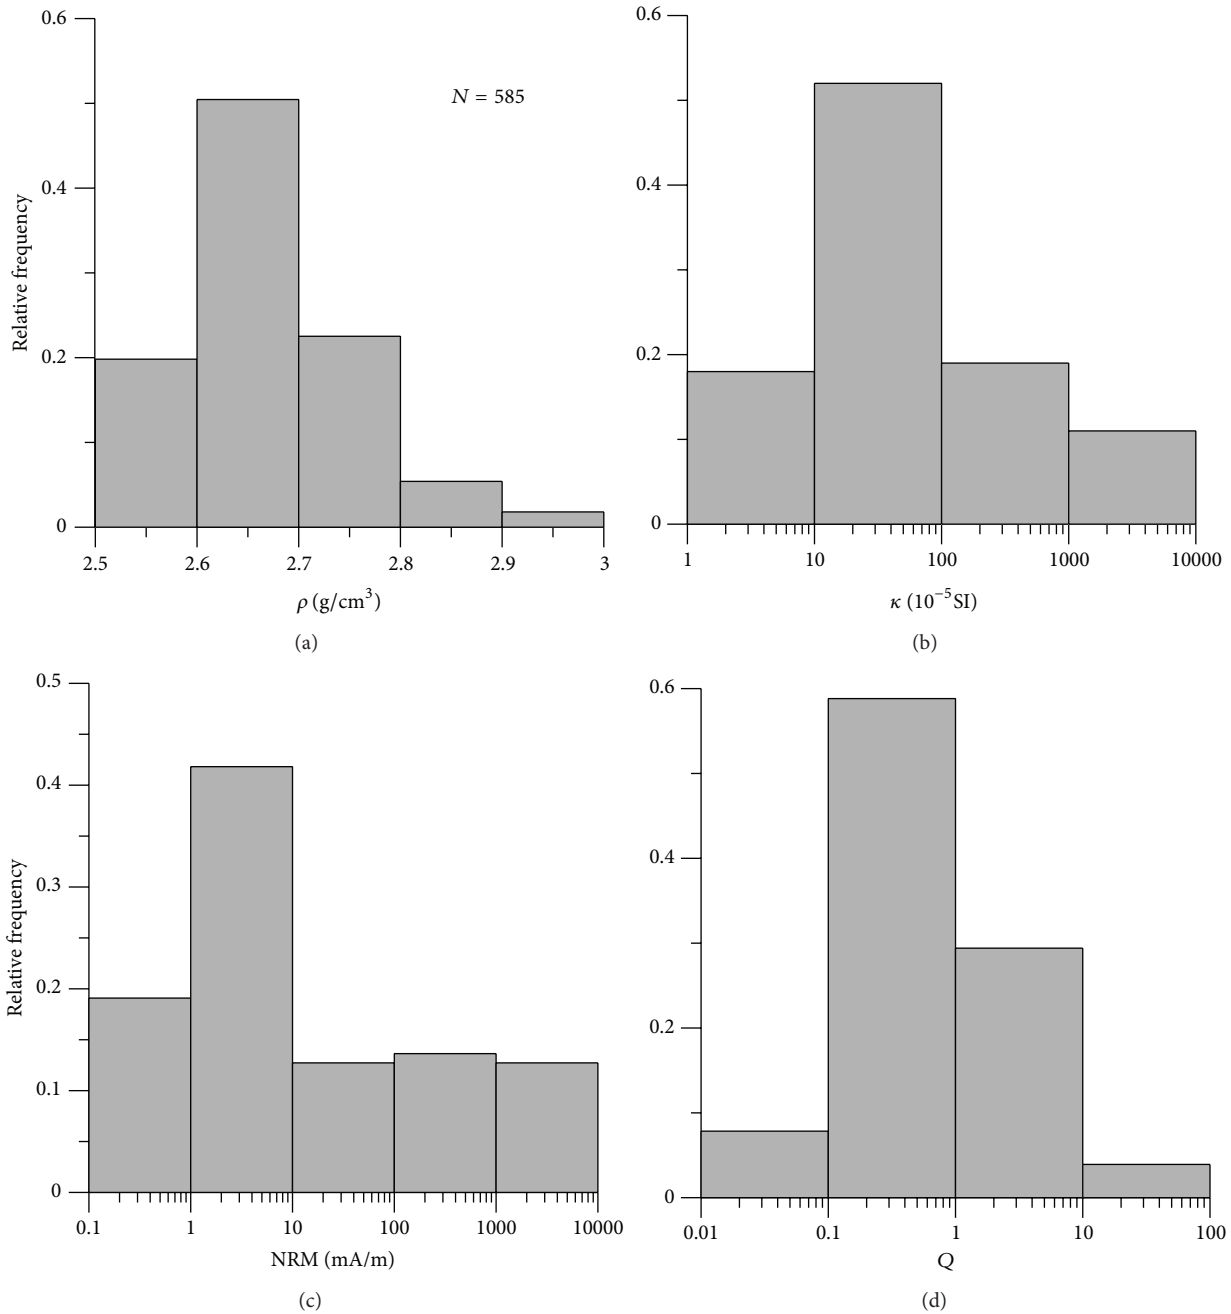 0.6
0.4
0.2
0
Relative frequency
N = 585
2.5 2.6 2.7 2.8 2.9 3
ρ (g/cm³)
(a)
0.6
0.4
0.2
0
1 10 100 1000 10000
κ (10⁻⁵SI)
(b)
0.5
0.4
0.3
0.2
0.1
0
Relative frequency
0.1 1 10 100 1000 10000
NRM (mA/m)
(c)
0.6
0.4
0.2
0
0.01 0.1 1 10 100
Q
(d)